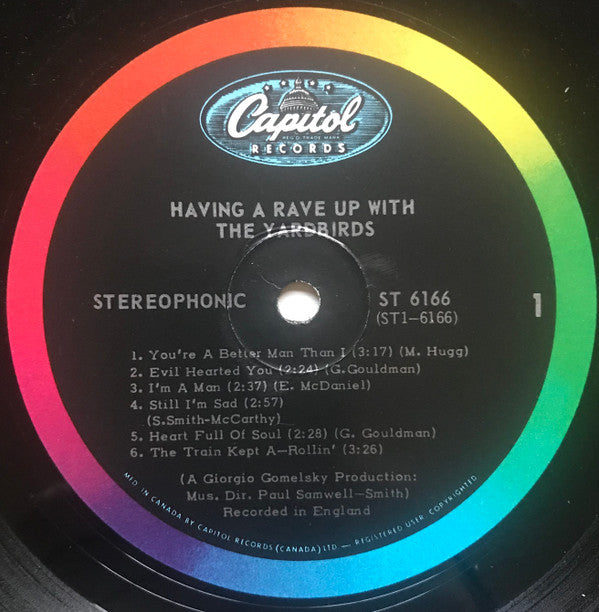 Capitol
REG'D TRADE MARK
RECORDS
HAVING A RAVE UP WITH
THE YARDBIRDS
STEREOPHONIC
ST 6166
(ST1-6166)
1
1. You're A Better Man Than I (3:17) (M. Hugg)
2. Evil Hearted You (2:24) (G.Gouldman)
3. I'm A Man (2:37) (E. McDaniel)
4. Still I'm Sad (2:57)
(S.Smith-McCarthy)
5. Heart Full Of Soul (2:28) (G. Gouldman)
6. The Train Kept A-Rollin' (3:26)
(A Giorgio Gomelsky Production:
Mus. Dir. Paul Samwell-Smith)
Recorded in England
MFD. IN CANADA BY CAPITOL RECORDS (CANADA) LTD. — REGISTERED USER. COPYRIGHTED